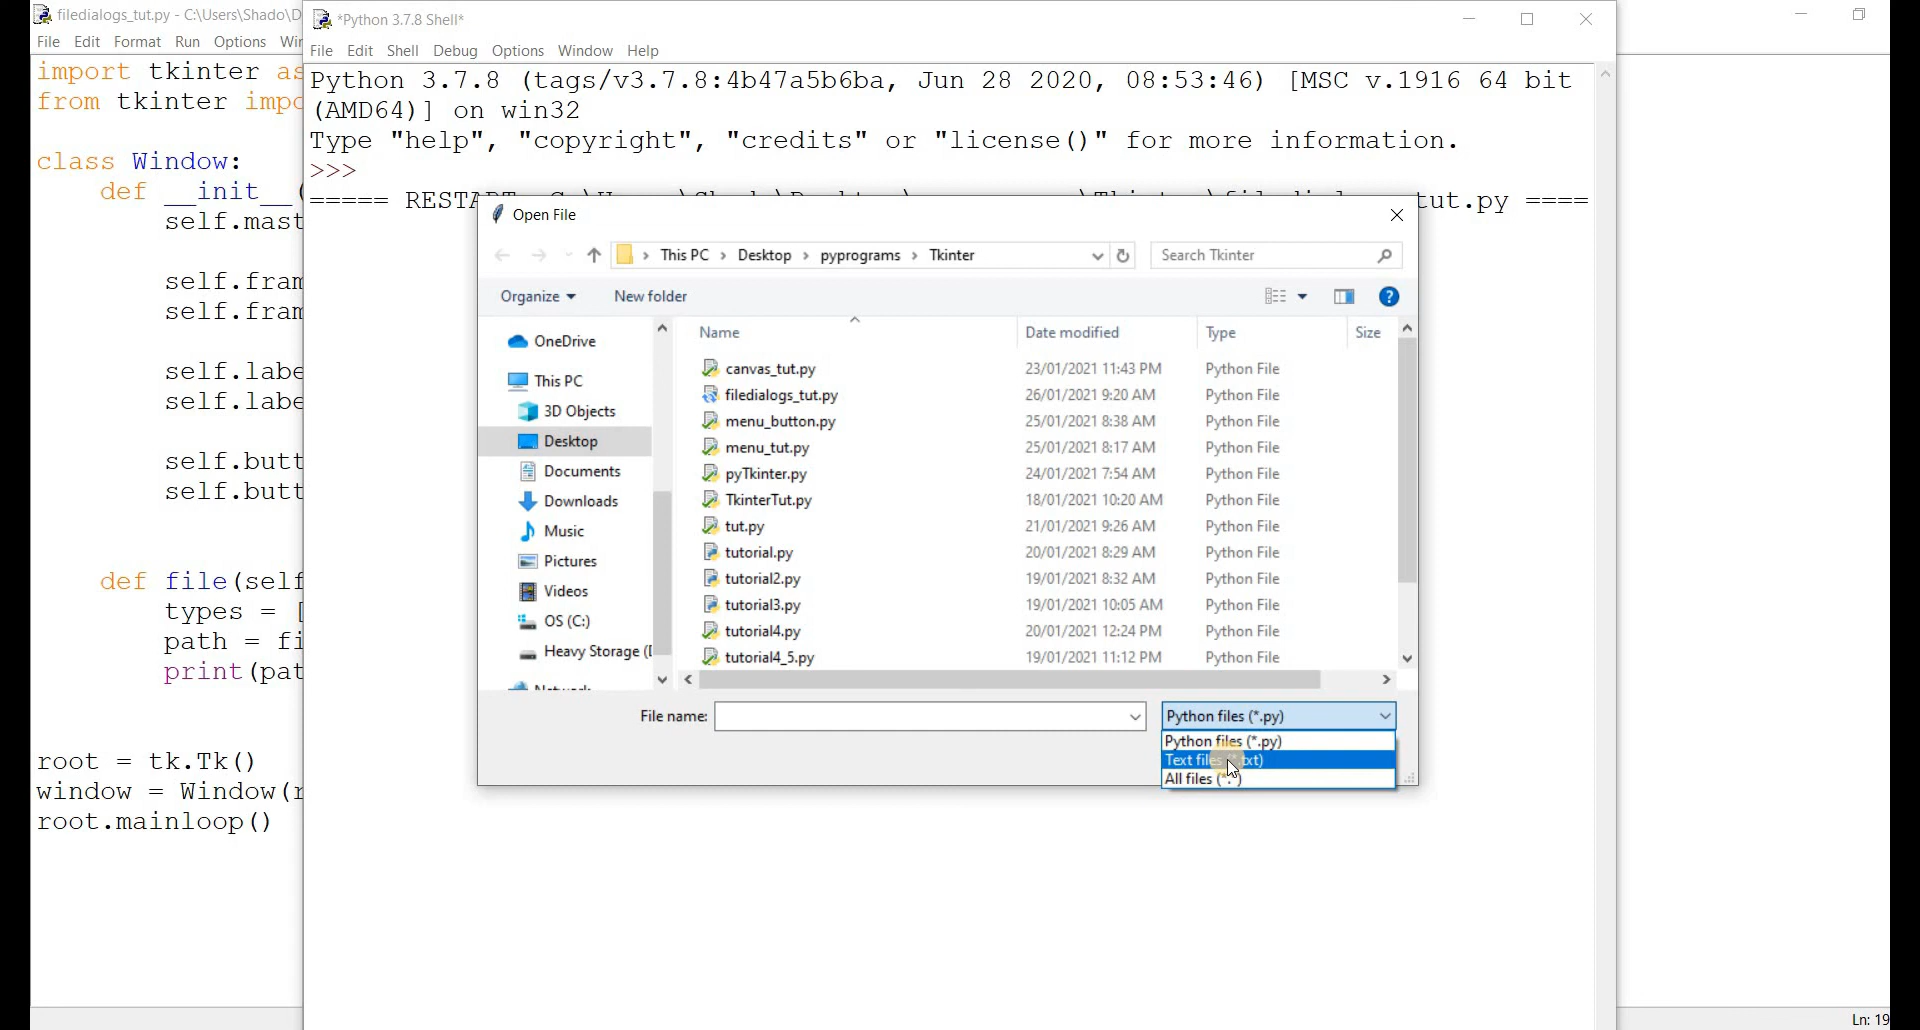 filedialogs_tut.py - C:\Users\Shado\D
File Edit Format Run Options
import tkinter as
from tkinter impo
class Window:
def __init__(
self.mast
self.fram
self.fram
self.labe
self.labe
self.butt
self.butt
def file(self
types = [
path = fi
print(pat
root = tk.Tk()
window = Window(r
root.mainloop()
*Python 3.7.8 Shell*
File Edit Shell Debug Options Window Help
Python 3.7.8 (tags/v3.7.8:4b47a5b6ba, Jun 28 2020, 08:53:46) [MSC v.1916 64 bit
(AMD64)] on win32
Type "help", "copyright", "credits" or "license()" for more information.
>>>
===== tut.py ====
Open File
This PC > Desktop > pyprograms > Tkinter
Search Tkinter
Organize New folder
OneDrive
This PC
3D Objects
Desktop
Documents
Downloads
Music
Pictures
Videos
OS (C:)
Heavy Storage (
Network
Name Date modified Type Size
canvas_tut.py 23/01/2021 11:43 PM Python File
filedialogs_tut.py 26/01/2021 9:20 AM Python File
menu_button.py 25/01/2021 8:38 AM Python File
menu_tut.py 25/01/2021 8:17 AM Python File
pyTkinter.py 24/01/2021 7:54 AM Python File
TkinterTut.py 18/01/2021 10:20 AM Python File
tut.py 21/01/2021 9:26 AM Python File
tutorial.py 20/01/2021 8:29 AM Python File
tutorial2.py 19/01/2021 8:32 AM Python File
tutorial3.py 19/01/2021 10:05 AM Python File
tutorial4.py 20/01/2021 12:24 PM Python File
tutorial4_5.py 19/01/2021 11:12 PM Python File
File name:
Python files (*.py)
Python files (*.py)
Text files (*.txt)
All files (*.*)
Ln: 19